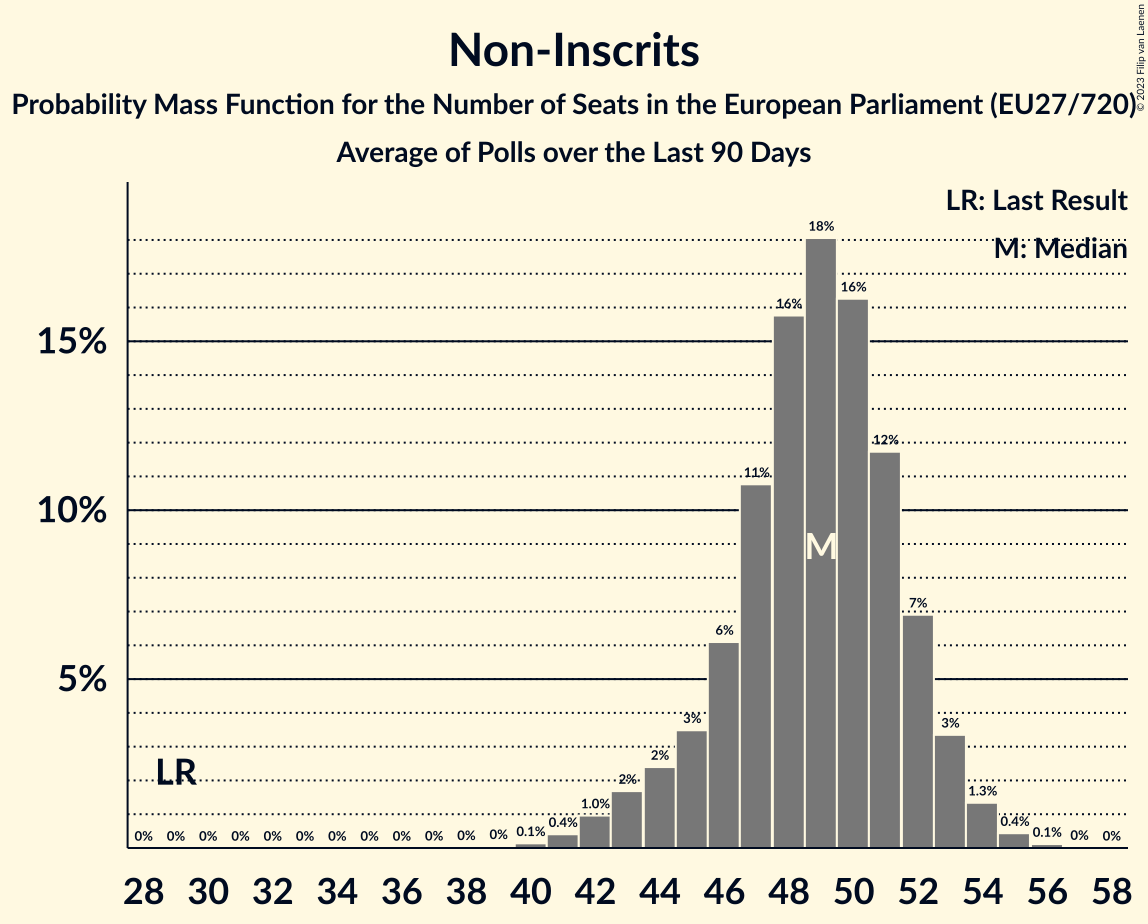 Non-Inscrits
Probability Mass Function for the Number of Seats in the European Parliament (EU27/720)
Average of Polls over the Last 90 Days
© 2023 Filip van Laenen
LR: Last Result
M: Median
15%
10%
5%
LR
M
0% 0% 0% 0% 0% 0% 0% 0% 0% 0% 0% 0% 0.1% 0.4% 1.0% 2% 2% 3% 6% 11% 16% 18% 16% 12% 7% 3% 1.3% 0.4% 0.1% 0% 0%
28 30 32 34 36 38 40 42 44 46 48 50 52 54 56 58